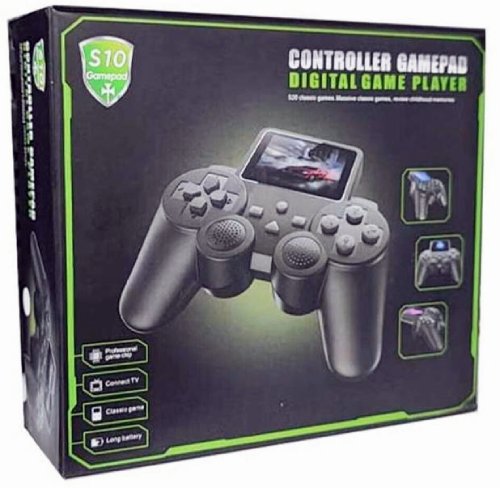 S10
Gamepad
CONTROLLER GAMEPAD
DIGITAL GAME PLAYER
520 classic games. Massive classic games, review childhood memories
Professional
game chip
Connect TV
Classic game
Long battery